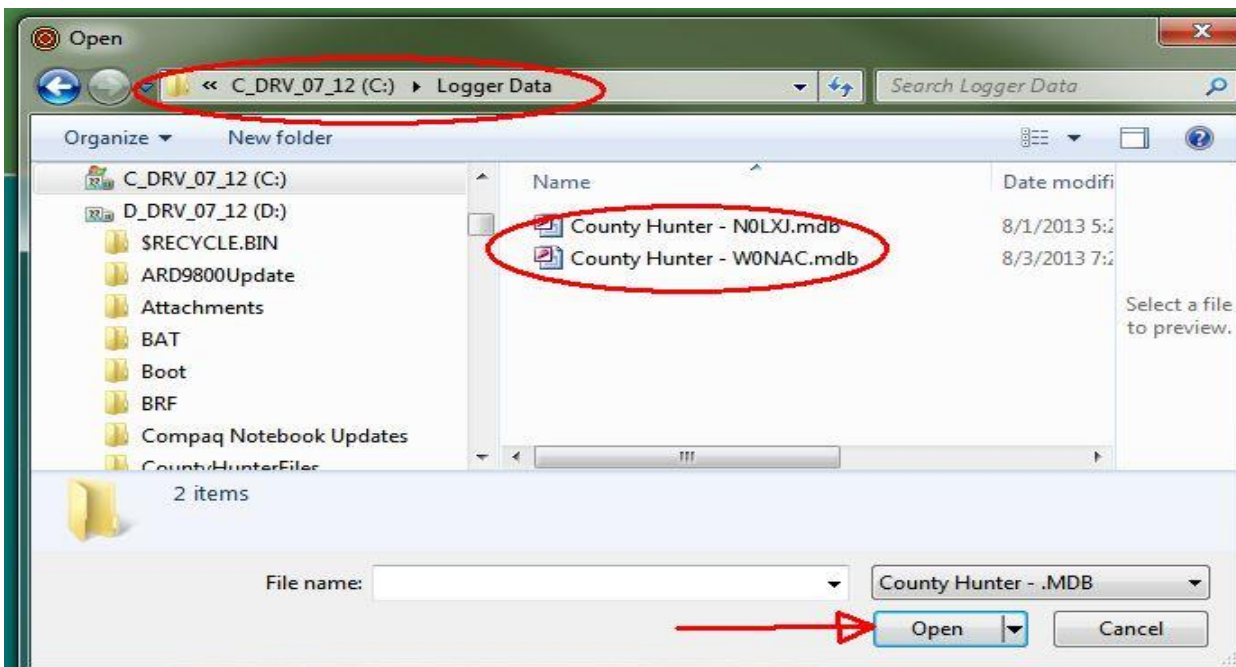 Open
« C_DRV_07_12 (C:) ▸ Logger Data
Search Logger Data
Organize
New folder
C_DRV_07_12 (C:)
D_DRV_07_12 (D:)
$RECYCLE.BIN
ARD9800Update
Attachments
BAT
Boot
BRF
Compaq Notebook Updates
CountyHunterFiles
Name
Date modifi
County Hunter - N0LXJ.mdb
8/1/2013 5:2
County Hunter - W0NAC.mdb
8/3/2013 7:2
Select a file
to preview.
2 items
File name:
County Hunter - .MDB
Open
Cancel